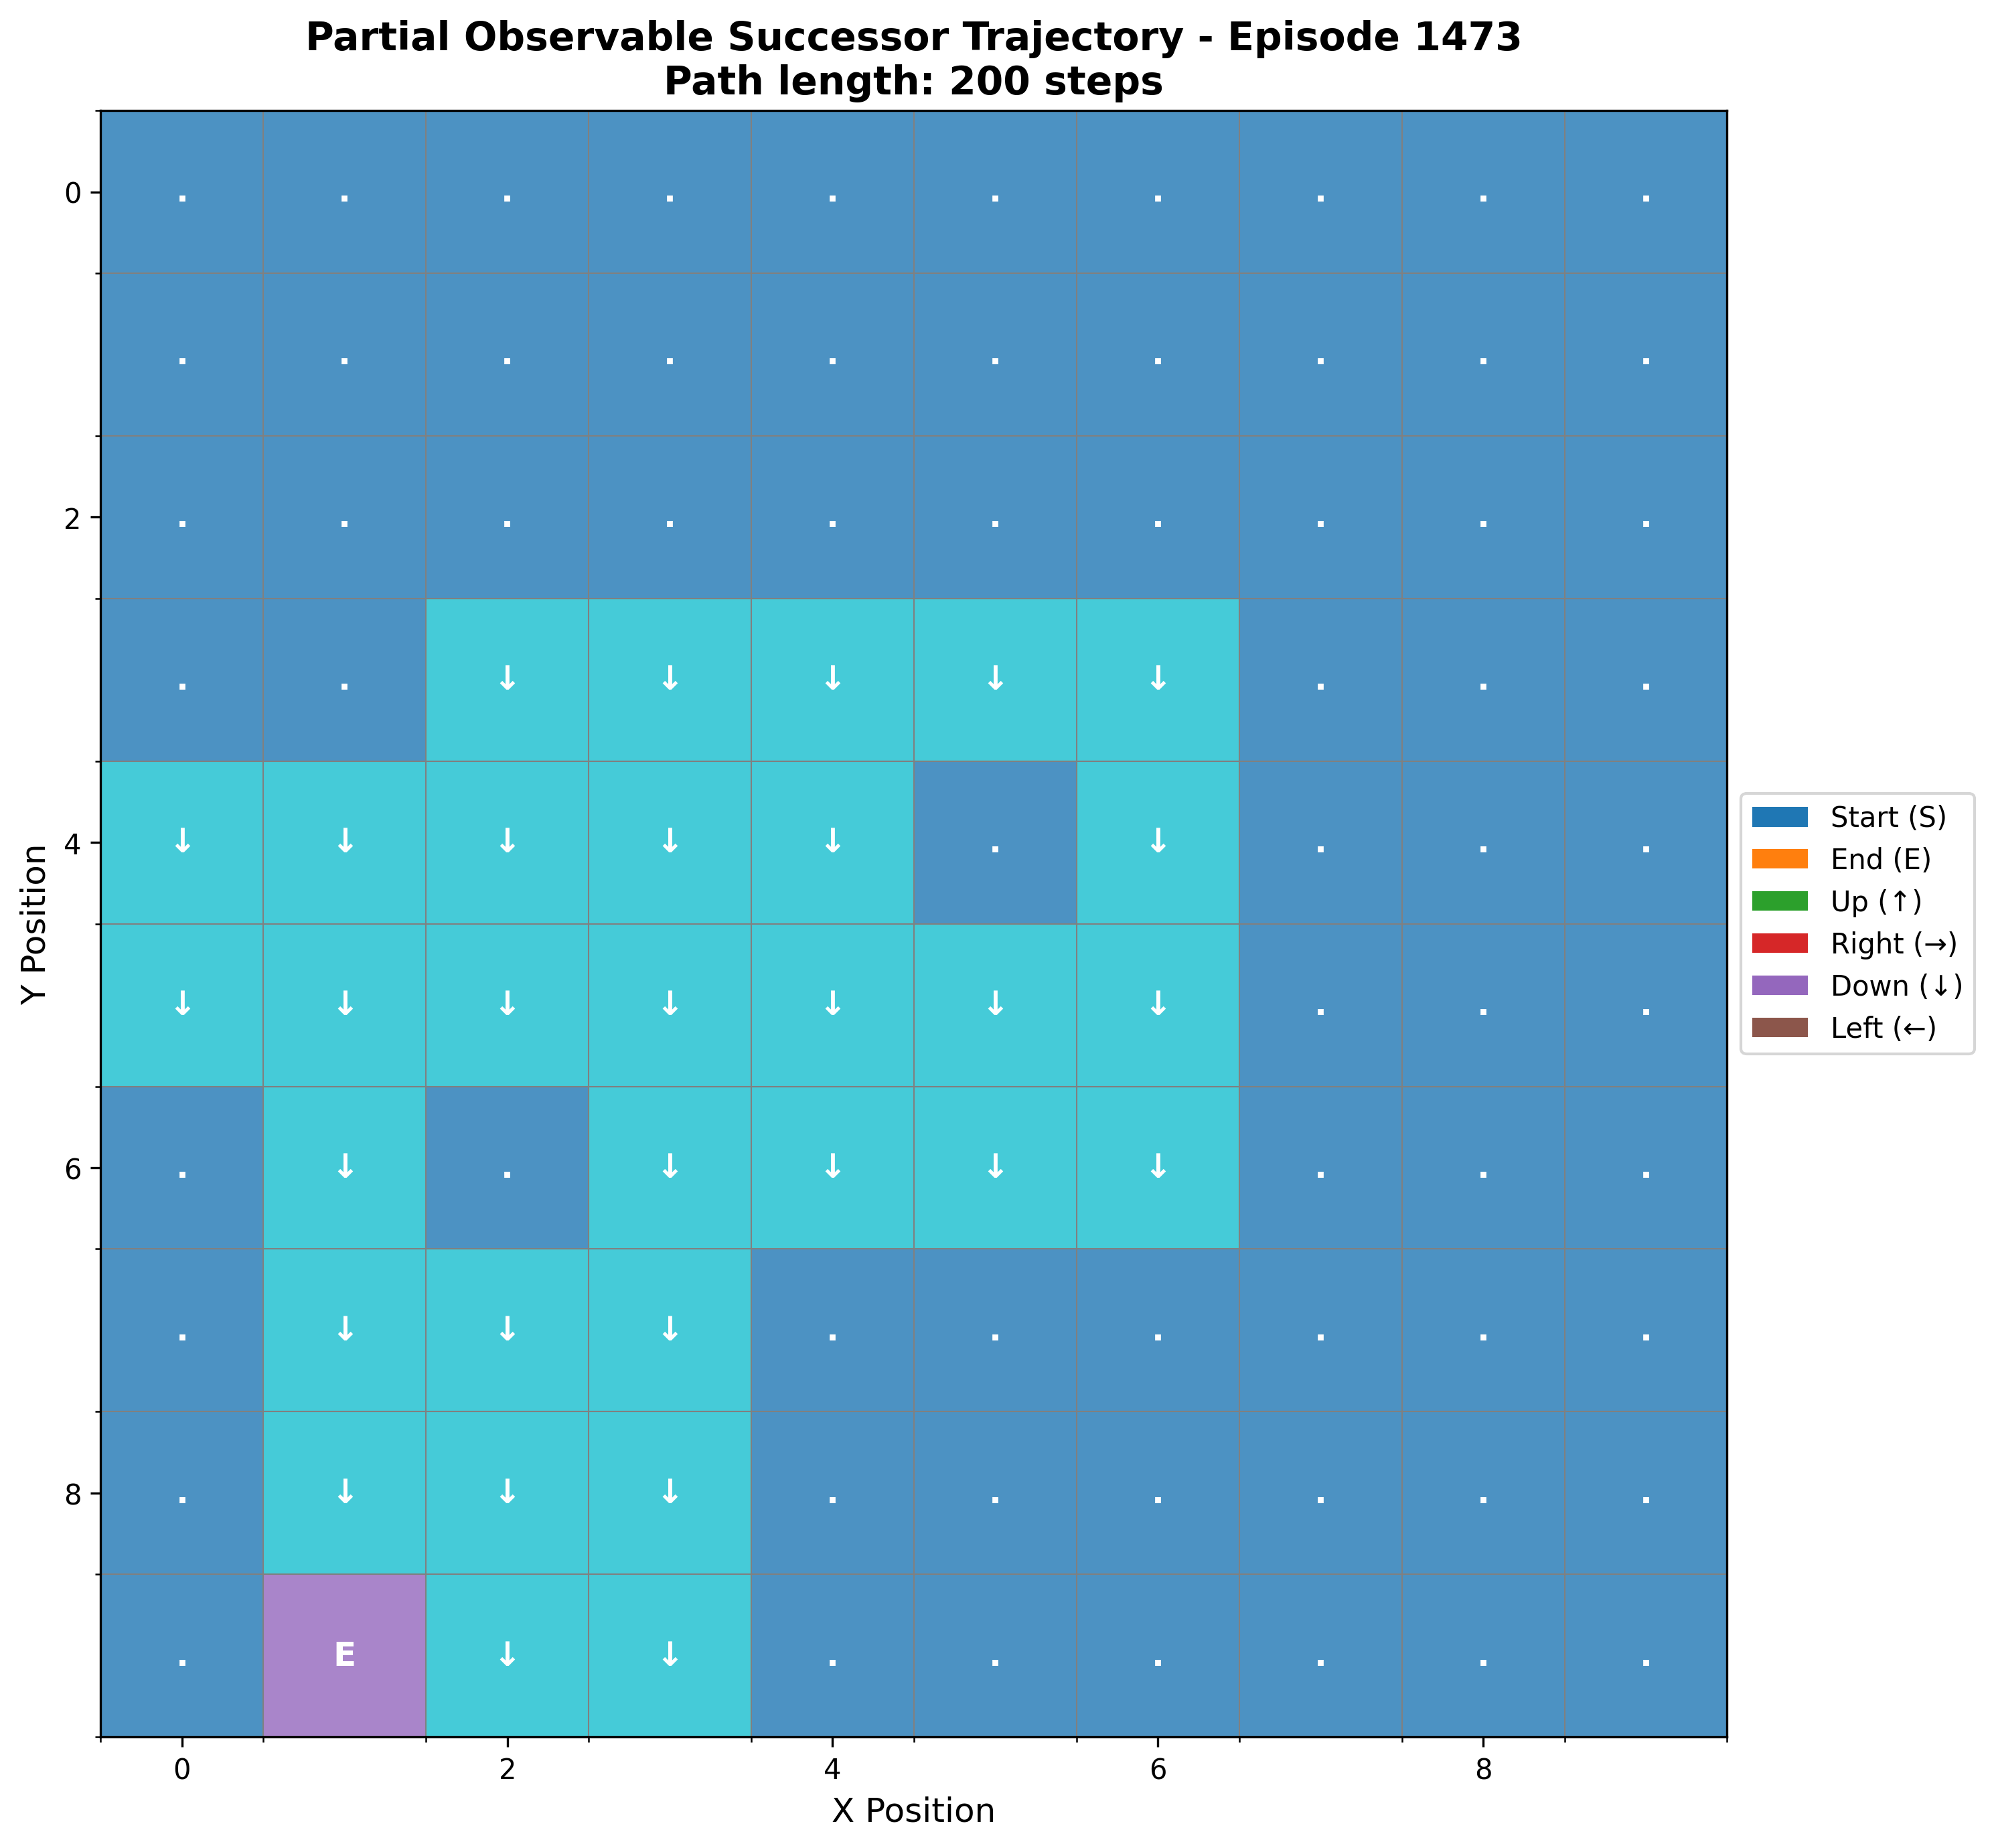 Partial Observable Successor Trajectory - Episode 1473
Path length: 200 steps
0 . . . . . . . . . .
. . . . . . . . . .
2 . . . . . . . . . .
. . ↓ ↓ ↓ ↓ ↓ . . .
4 ↓ ↓ ↓ ↓ ↓ . ↓ . . .
↓ ↓ ↓ ↓ ↓ ↓ ↓ . . .
6 . ↓ . ↓ ↓ ↓ ↓ . . .
. ↓ ↓ ↓ . . . . . .
8 . ↓ ↓ ↓ . . . . . .
. E ↓ ↓ . . . . . .
0 2 4 6 8
X Position
Y Position
Start (S)
End (E)
Up (↑)
Right (→)
Down (↓)
Left (←)